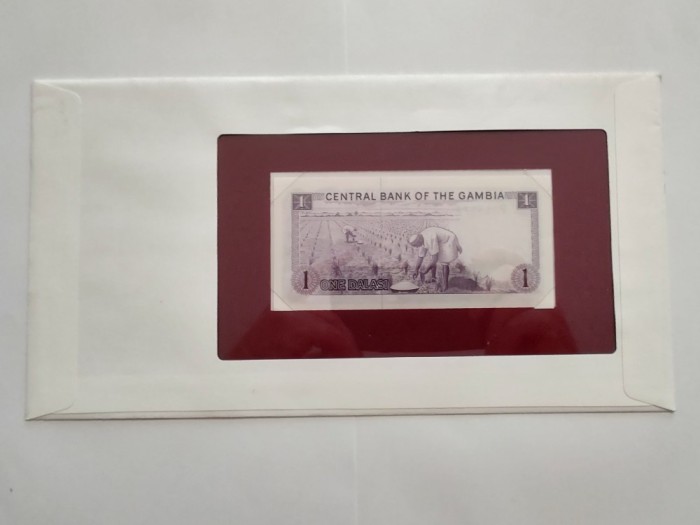 CENTRAL BANK OF THE GAMBIA
1 1
1 1
ONE DALASI